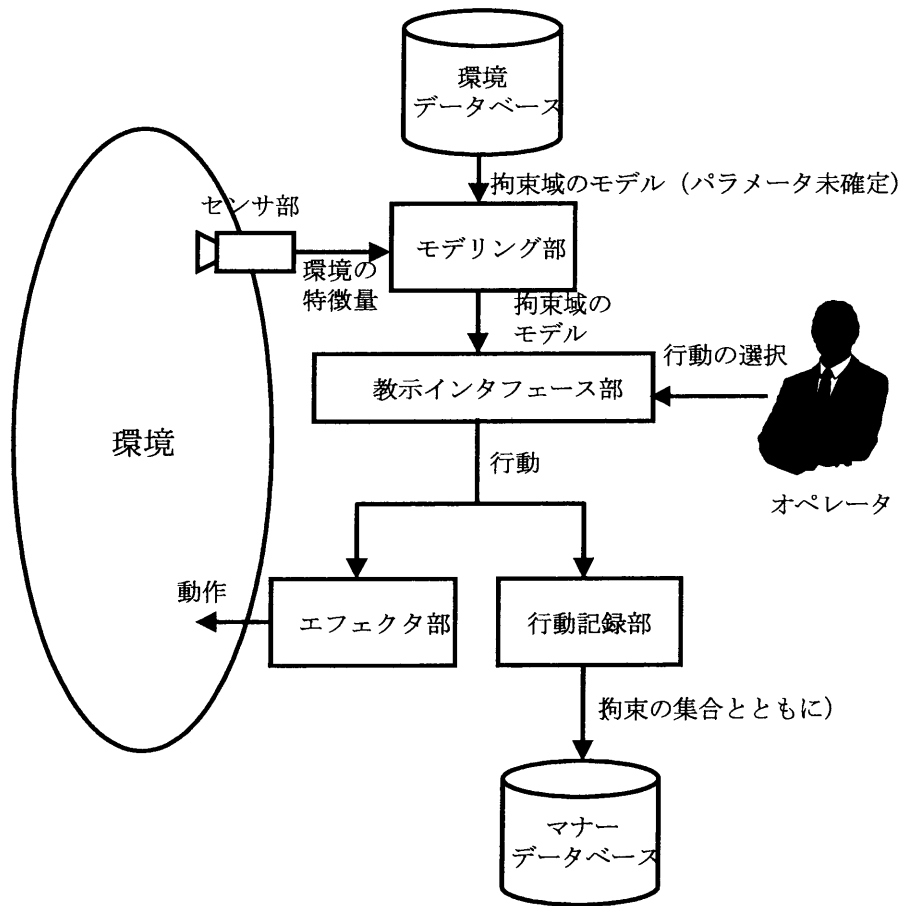 環境
データベース
拘束域のモデル（パラメータ未確定）
センサ部
モデリング部
環境の
特徴量
拘束域の
モデル
行動の選択
教示インタフェース部
環境
行動
オペレータ
動作
エフェクタ部
行動記録部
拘束の集合とともに）
マナー
データベース